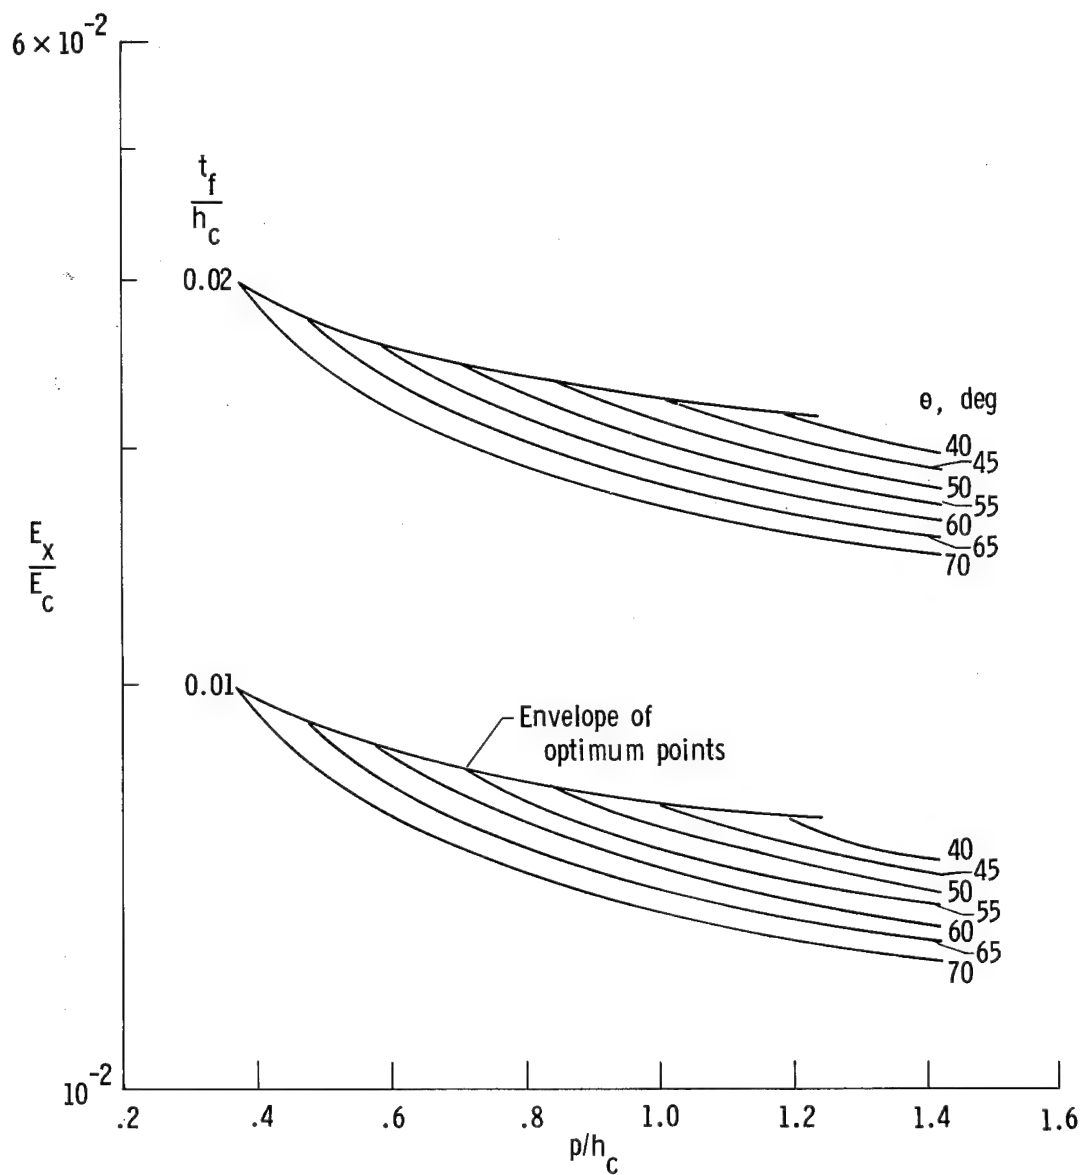 6 × 10⁻²
t_f
h_c
0.02
θ, deg
40
45
50
55
60
65
70
E_x
E_c
0.01
Envelope of
optimum points
40
45
50
55
60
65
70
10⁻²
.2 .4 .6 .8 1.0 1.2 1.4 1.6
p/h_c